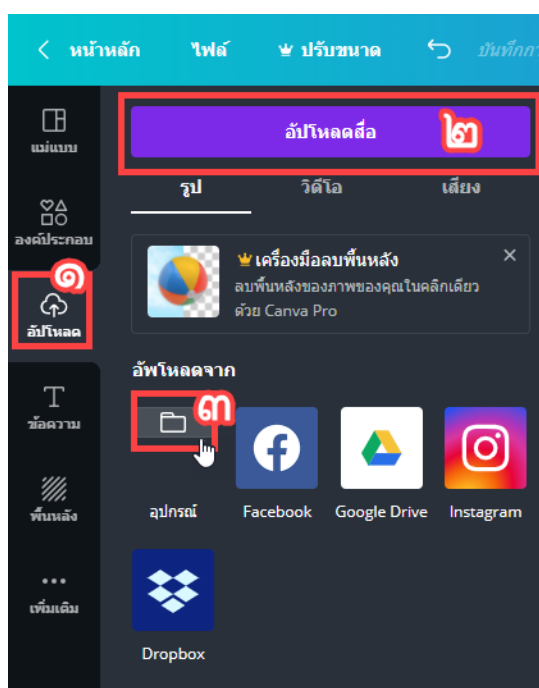 หน้าหลัก ไฟล์ ปรับขนาด บันทึกกา
แม่แบบ
อัปโหลดสื่อ ๒
รูป วิดีโอ เสียง
องค์ประกอบ
เครื่องมือลบพื้นหลัง
ลบพื้นหลังของภาพของคุณในคลิกเดียว
ด้วย Canva Pro
๑
อัปโหลด
อัพโหลดจาก
ข้อความ
๓
พื้นหลัง
อุปกรณ์ Facebook Google Drive Instagram
เพิ่มเติม
Dropbox